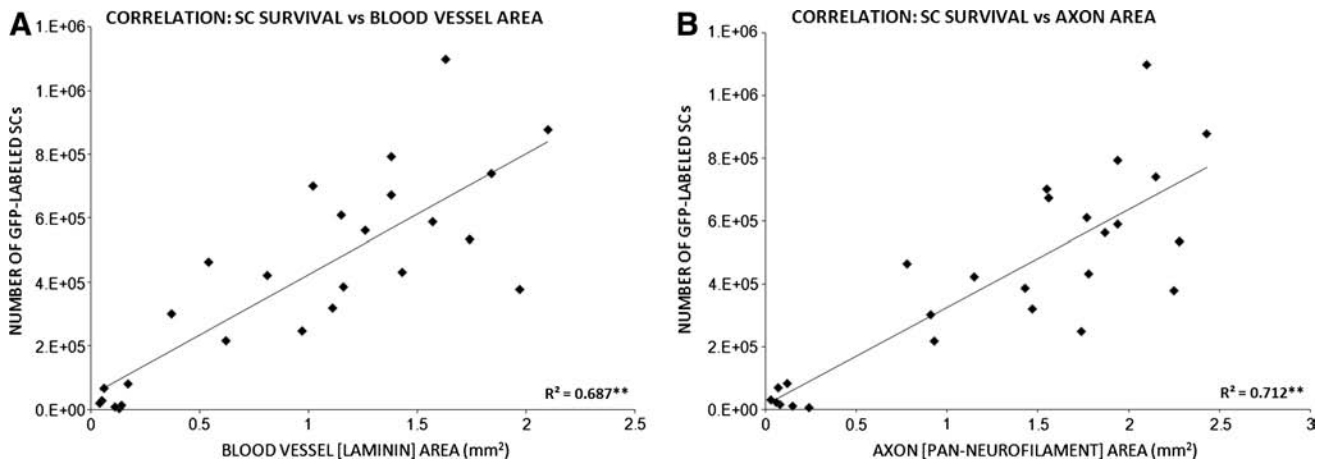 A
CORRELATION: SC SURVIVAL vs BLOOD VESSEL AREA
NUMBER OF GFP-LABELED SCs
1.E+06
1.E+06
8.E+05
6.E+05
4.E+05
2.E+05
0.E+00
0 0.5 1 1.5 2 2.5
R² = 0.687**
BLOOD VESSEL [LAMININ] AREA (mm²)
B
CORRELATION: SC SURVIVAL vs AXON AREA
NUMBER OF GFP-LABELED SCs
1.E+06
1.E+06
8.E+05
6.E+05
4.E+05
2.E+05
0.E+00
0 0.5 1 1.5 2 2.5 3
R² = 0.712**
AXON [PAN-NEUROFILAMENT] AREA (mm²)